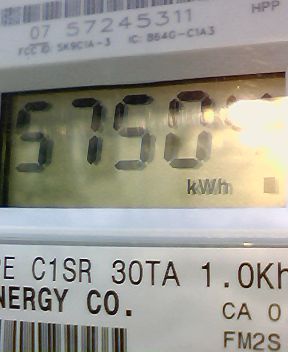 HPP
07 57245311
FCC ID: SK9C1A-3 IC: 864G-C1A3
5750
kWh
PE C1SR 30TA 1.0Kh
NERGY CO.
CA 0
FM2S